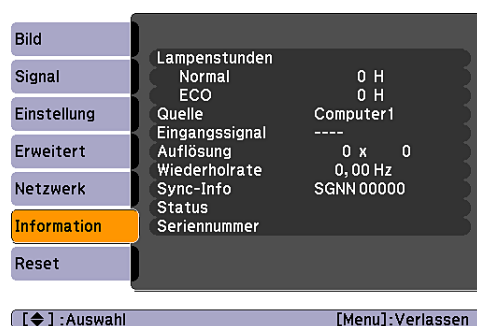 Bild
Signal
Einstellung
Erweitert
Netzwerk
Information
Reset
Lampenstunden
Normal 0 H
ECO 0 H
Quelle Computer1
Eingangssignal ----
Auflösung 0 x 0
Wiederholrate 0,00 Hz
Sync-Info SGNN 00000
Status
Seriennummer
[◆] :Auswahl [Menu]:Verlassen